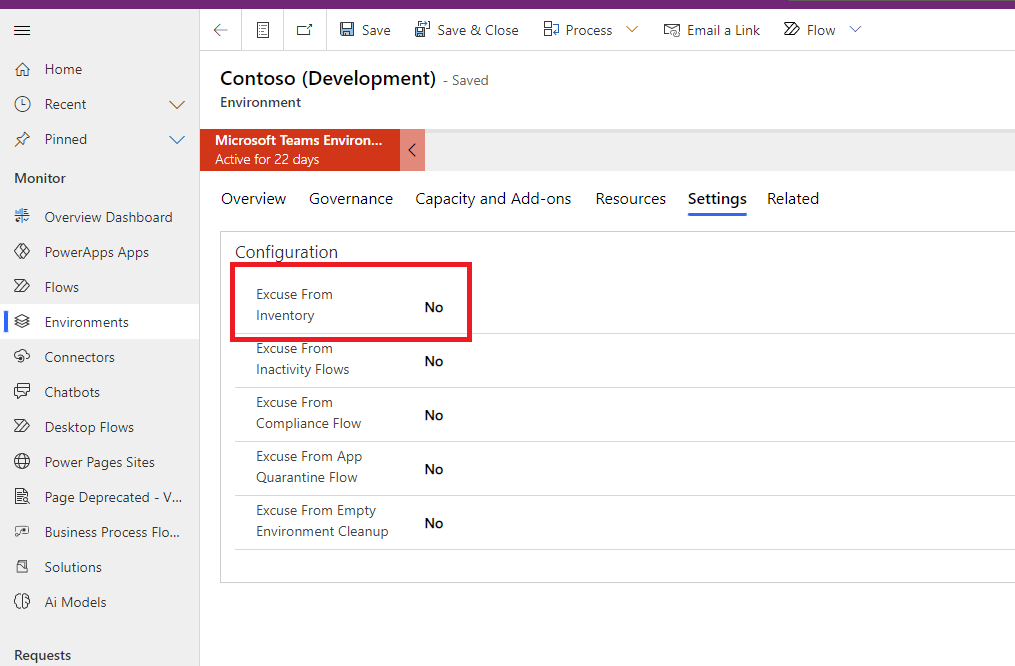 Save
Save & Close
Process
Email a Link
Flow
Home
Recent
Pinned
Monitor
Overview Dashboard
PowerApps Apps
Flows
Environments
Connectors
Chatbots
Desktop Flows
Power Pages Sites
Page Deprecated - V...
Business Process Flo...
Solutions
Ai Models
Requests
Contoso (Development) - Saved
Environment
Microsoft Teams Environ...
Active for 22 days
Overview
Governance
Capacity and Add-ons
Resources
Settings
Related
Configuration
Excuse From
Inventory
No
Excuse From
Inactivity Flows
No
Excuse From
Compliance Flow
No
Excuse From App
Quarantine Flow
No
Excuse From Empty
Environment Cleanup
No